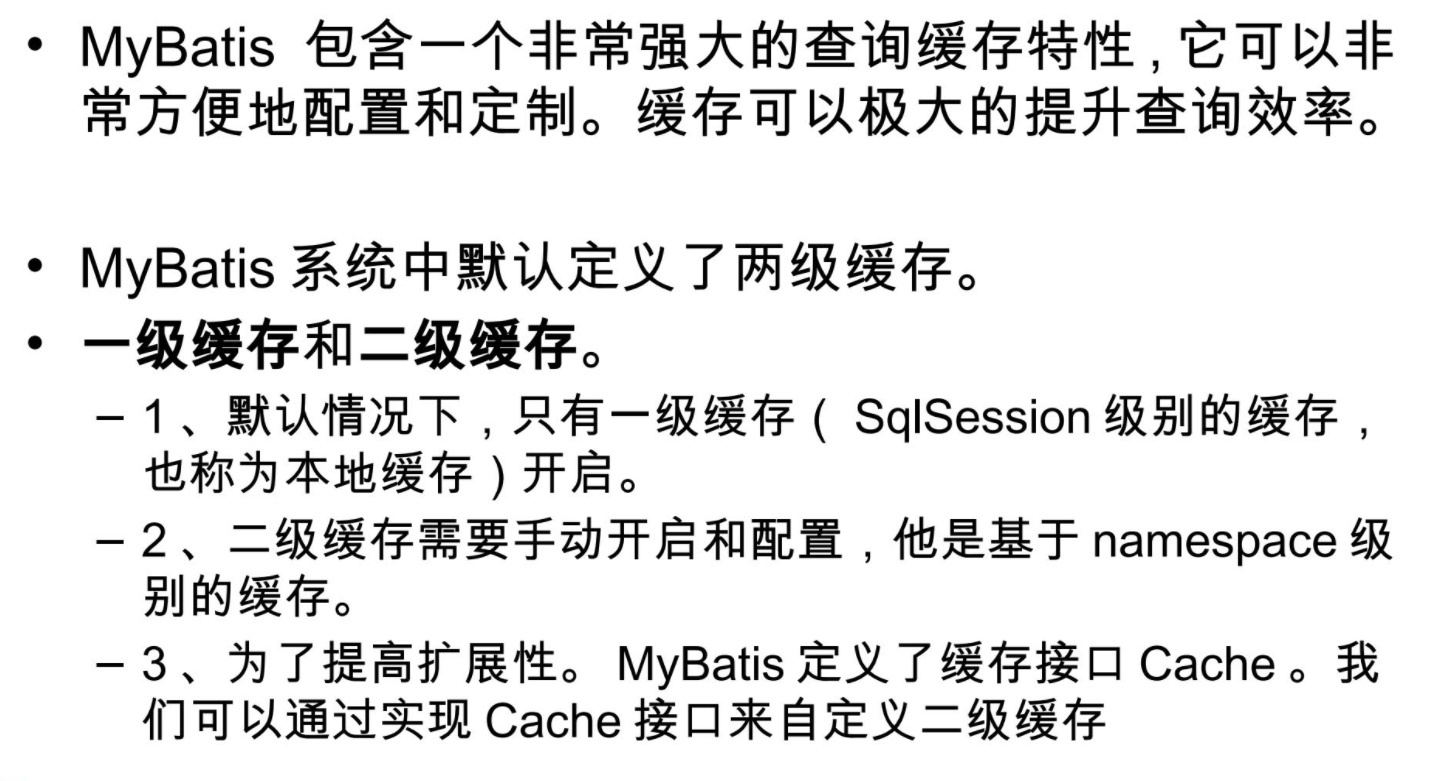 • MyBatis 包含一个非常强大的查询缓存特性,它可以非
常方便地配置和定制。缓存可以极大的提升查询效率。
• MyBatis 系统中默认定义了两级缓存。
• 一级缓存和二级缓存。
– 1 、默认情况下，只有一级缓存（ SqlSession 级别的缓存，
也称为本地缓存）开启。
– 2 、二级缓存需要手动开启和配置，他是基于 namespace 级
别的缓存。
– 3 、为了提高扩展性。 MyBatis 定义了缓存接口 Cache 。我
们可以通过实现 Cache 接口来自定义二级缓存